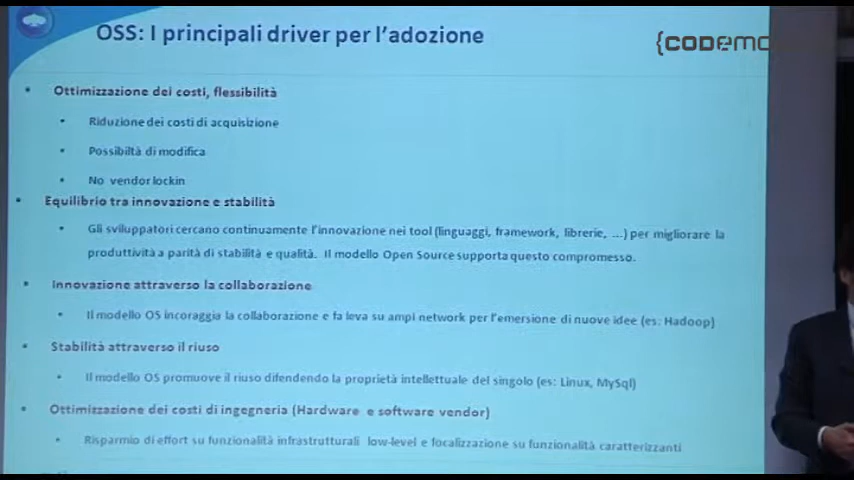 OSS: I principali driver per l'adozione
{CODEMO
Ottimizzazione dei costi, flessibilità
Riduzione dei costi di acquisizione
Possibiltà di modifica
No vendor lockin
Equilibrio tra innovazione e stabilità
Gli sviluppatori cercano continuamente l'innovazione nei tool (linguaggi, framework, librerie, ...) per migliorare la
produttività a parità di stabilità e qualità. Il modello Open Source supporta questo compromesso.
Innovazione attraverso la collaborazione
Il modello OS incoraggia la collaborazione e fa leva su ampi network per l'emersione di nuove idee (es: Hadoop)
Stabilità attraverso il riuso
Il modello OS promuove il riuso difendendo la proprietà intellettuale del singolo (es: Linux, MySql)
Ottimizzazione dei costi di ingegneria (Hardware e software vendor)
Risparmio di effort su funzionalità infrastrutturali low-level e focalizzazione su funzionalità caratterizzanti